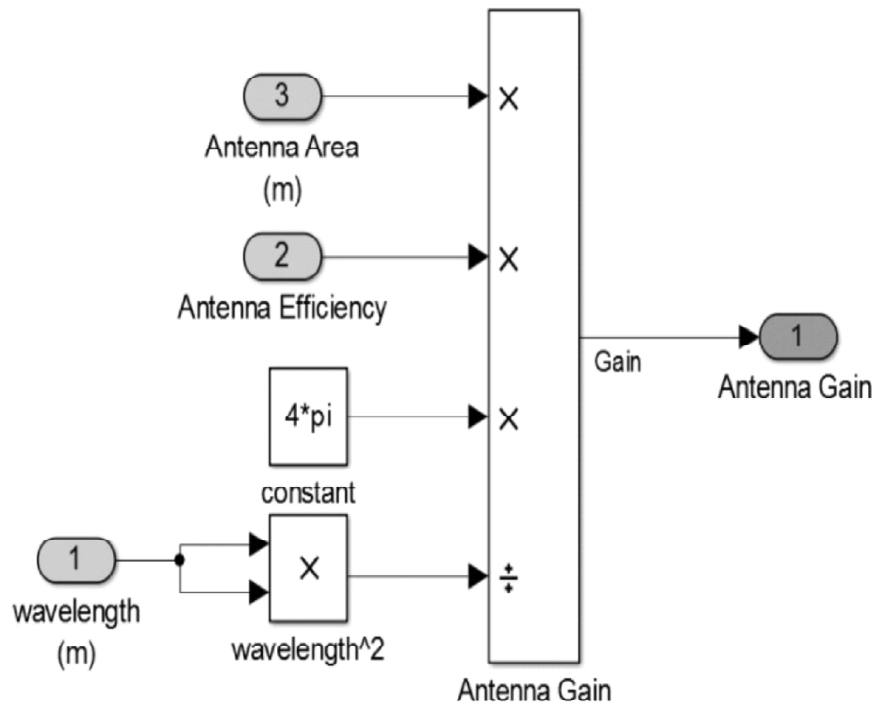 3
×
Antenna Area
(m)
2
×
Antenna Efficiency
1
Gain
Antenna Gain
4*pi
×
constant
1
×
÷
wavelength
(m)
wavelength^2
Antenna Gain